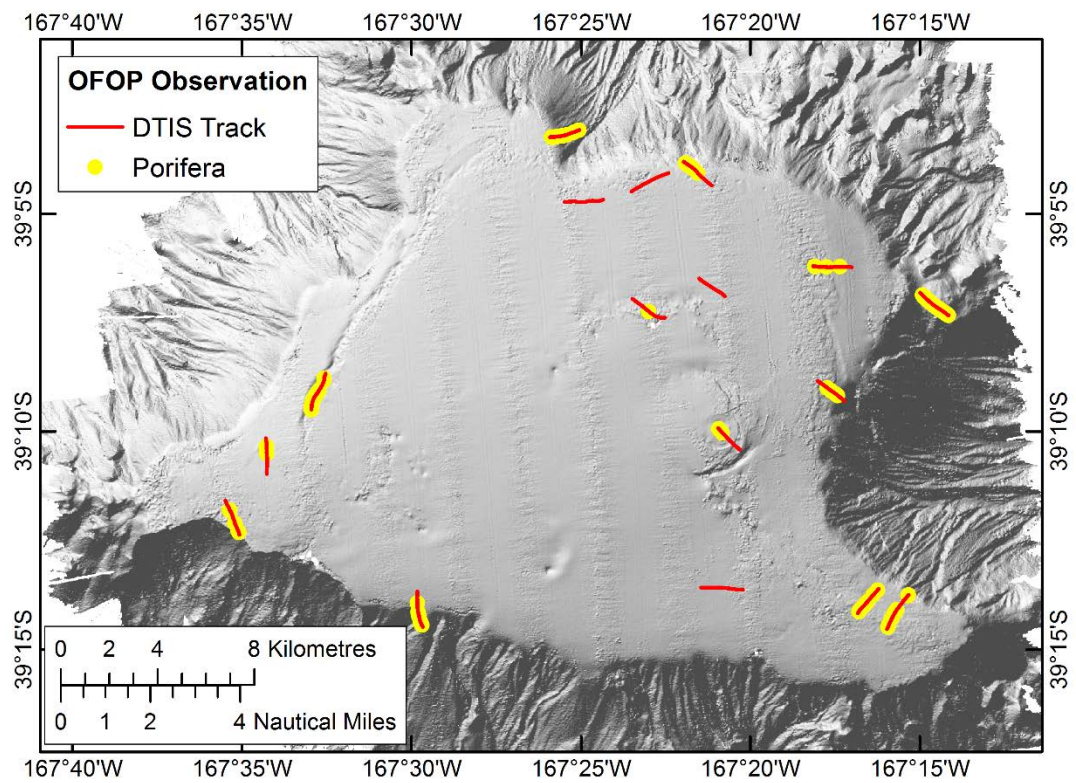 167°40'W 167°35'W 167°30'W 167°25'W 167°20'W 167°15'W
OFOP Observation
DTIS Track
Porifera
39°5'S 39°5'S
39°10'S 39°10'S
39°15'S 39°15'S
0 2 4 8 Kilometres
0 1 2 4 Nautical Miles
167°40'W 167°35'W 167°30'W 167°25'W 167°20'W 167°15'W